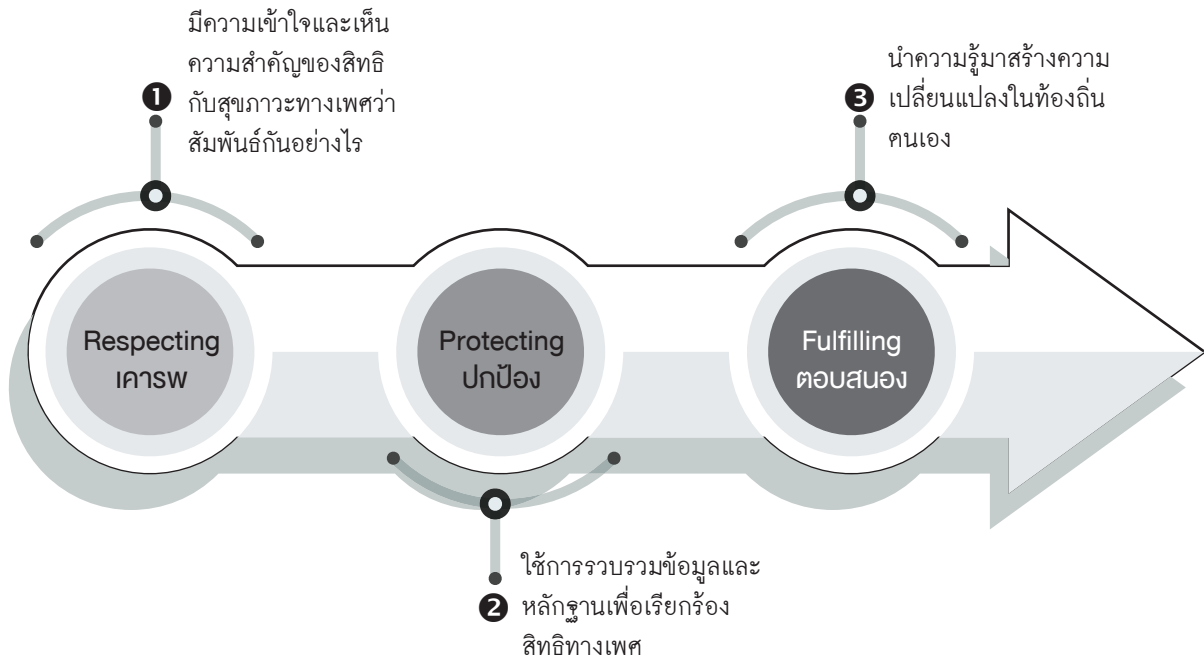 มีความเข้าใจและเห็น
ความสำคัญของสิทธิ
❶ กับสุขภาวะทางเพศว่า
สัมพันธ์กันอย่างไร
นำความรู้มาสร้างความ
❸ เปลี่ยนแปลงในท้องถิ่น
ตนเอง
Respecting
เคารพ
Protecting
ปกป้อง
Fulfilling
ตอบสนอง
ใช้การรวบรวมข้อมูลและ
❷ หลักฐานเพื่อเรียกร้อง
สิทธิทางเพศ